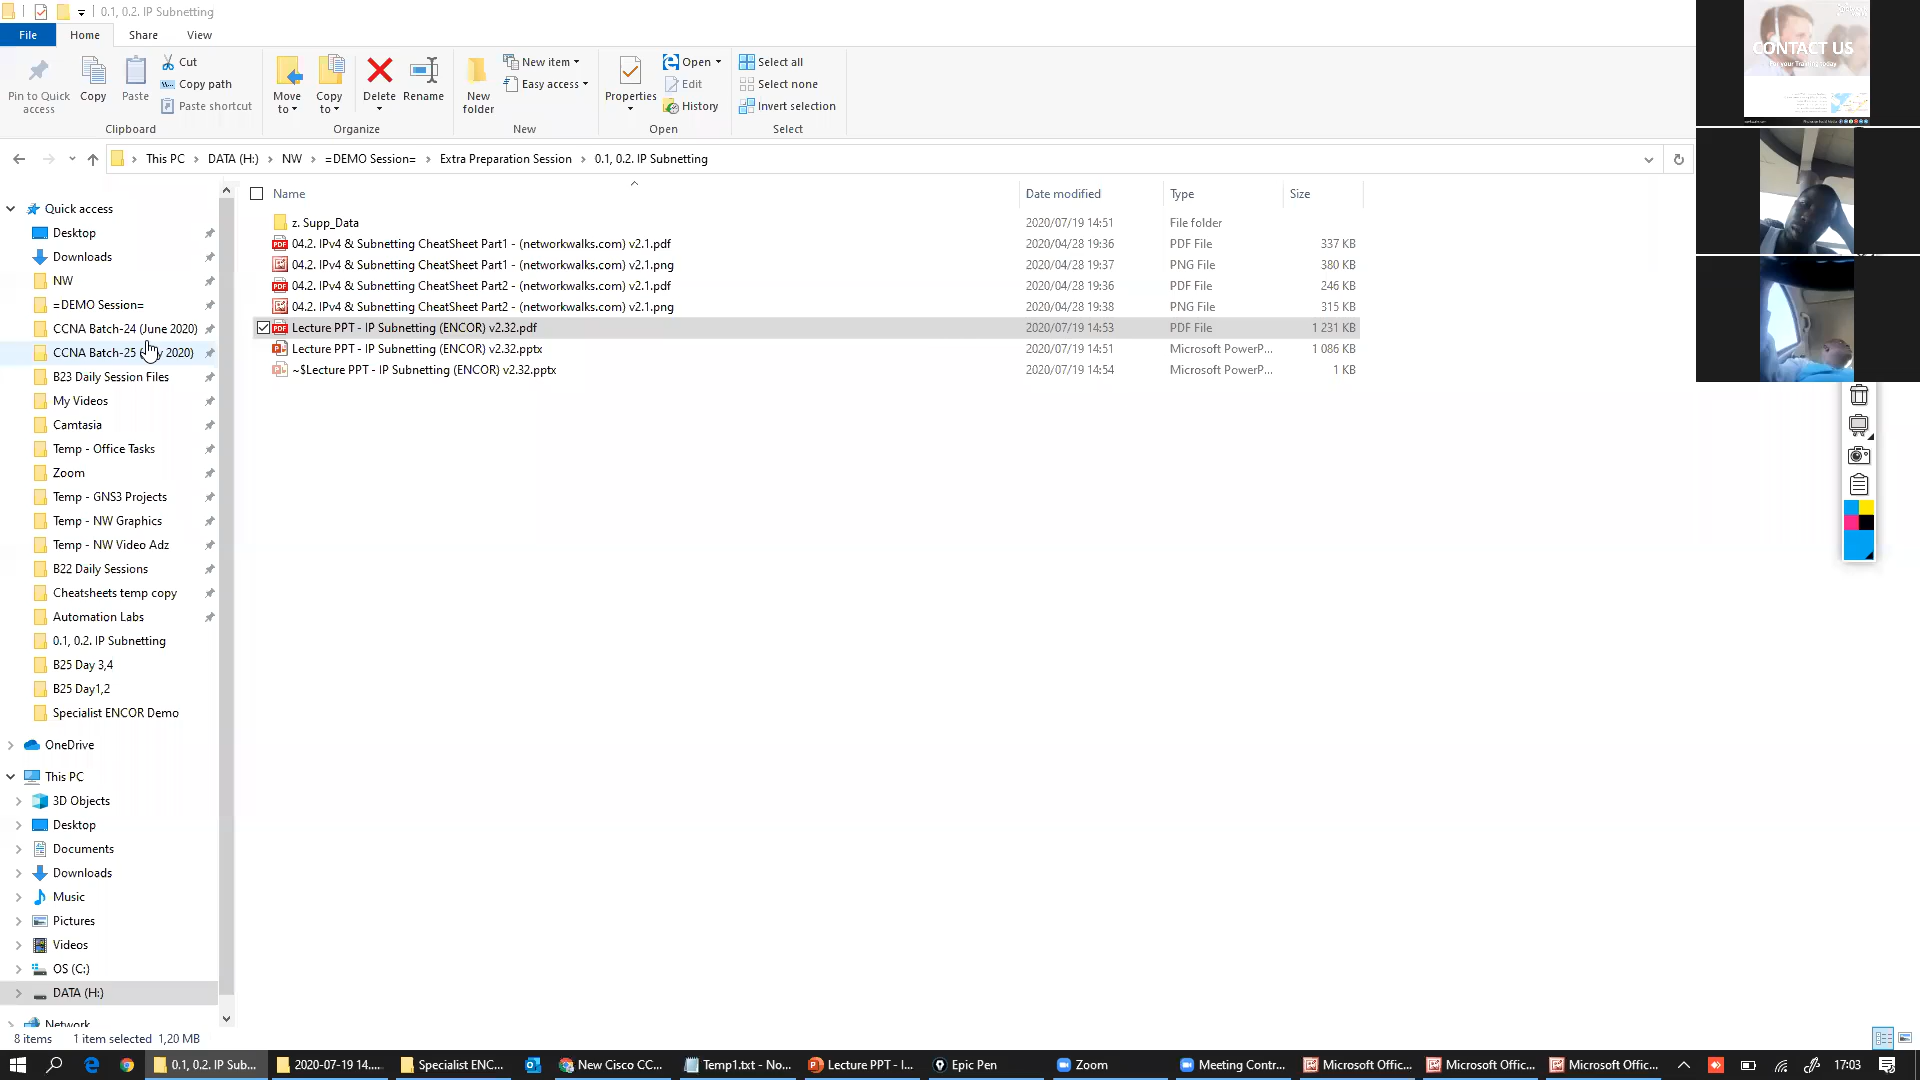 0.1, 0.2. IP Subnetting
File Home Share View
Pin to Quick access
Copy
Paste
Cut
Copy path
Paste shortcut
Clipboard
Move to
Copy to
Delete
Rename
Organize
New folder
New item
Easy access
New
Properties
Open
Edit
History
Open
Select all
Select none
Invert selection
Select
This PC > DATA (H:) > NW > =DEMO Session= > Extra Preparation Session > 0.1, 0.2. IP Subnetting
Name Date modified Type Size
z. Supp_Data 2020/07/19 14:51 File folder
04.2. IPv4 & Subnetting CheatSheet Part1 - (networkwalks.com) v2.1.pdf 2020/04/28 19:36 PDF File 337 KB
04.2. IPv4 & Subnetting CheatSheet Part1 - (networkwalks.com) v2.1.png 2020/04/28 19:37 PNG File 380 KB
04.2. IPv4 & Subnetting CheatSheet Part2 - (networkwalks.com) v2.1.pdf 2020/04/28 19:36 PDF File 246 KB
04.2. IPv4 & Subnetting CheatSheet Part2 - (networkwalks.com) v2.1.png 2020/04/28 19:38 PNG File 315 KB
Lecture PPT - IP Subnetting (ENCOR) v2.32.pdf 2020/07/19 14:53 PDF File 1 231 KB
Lecture PPT - IP Subnetting (ENCOR) v2.32.pptx 2020/07/19 14:51 Microsoft PowerP... 1 086 KB
~$Lecture PPT - IP Subnetting (ENCOR) v2.32.pptx 2020/07/19 14:54 Microsoft PowerP... 1 KB
Quick access
Desktop
Downloads
NW
=DEMO Session=
CCNA Batch-24 (June 2020)
CCNA Batch-25 2020)
B23 Daily Session Files
My Videos
Camtasia
Temp - Office Tasks
Zoom
Temp - GNS3 Projects
Temp - NW Graphics
Temp - NW Video Adz
B22 Daily Sessions
Cheatsheets temp copy
Automation Labs
0.1, 0.2. IP Subnetting
B25 Day 3,4
B25 Day1,2
Specialist ENCOR Demo
OneDrive
This PC
3D Objects
Desktop
Documents
Downloads
Music
Pictures
Videos
OS (C:)
DATA (H:)
Network
8 items 1 item selected 1,20 MB
CONTACT US
For your Training today
0.1, 0.2. IP Sub... 2020-07-19 14.... Specialist ENC... New Cisco CC... Temp1.txt - No... Lecture PPT - I... Epic Pen Zoom Meeting Contr... Microsoft Offic... Microsoft Offic... Microsoft Offic... 17:03